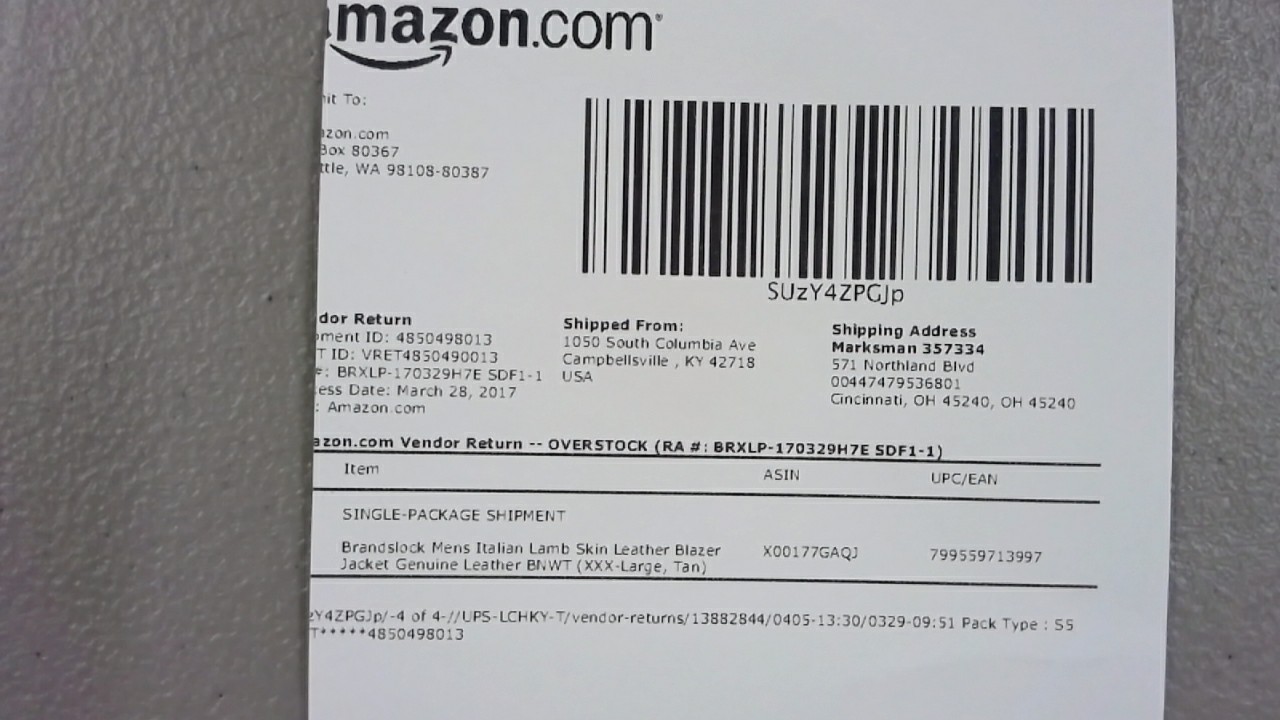 amazon.com
it To:
zon.com
Box 80367
ttle, WA 98108-80387
SUzY4ZPGJp
dor Return
ment ID: 4850498013
T ID: VRET4850490013
#: BRXLP-170329H7E SDF1-1
ess Date: March 28, 2017
: Amazon.com
Shipped From:
1050 South Columbia Ave
Campbellsville , KY 42718
USA
Shipping Address
Marksman 357334
571 Northland Blvd
00447479536801
Cincinnati, OH 45240, OH 45240
azon.com Vendor Return -- OVERSTOCK (RA #: BRXLP-170329H7E SDF1-1)
Item ASIN UPC/EAN
SINGLE-PACKAGE SHIPMENT
Brandslock Mens Italian Lamb Skin Leather Blazer X00177GAQJ 799559713997
Jacket Genuine Leather BNWT (XXX-Large, Tan)
zY4ZPGJp/-4 of 4-//UPS-LCHKY-T/vendor-returns/13882844/0405-13:30/0329-09:51 Pack Type : S5
T*****4850498013